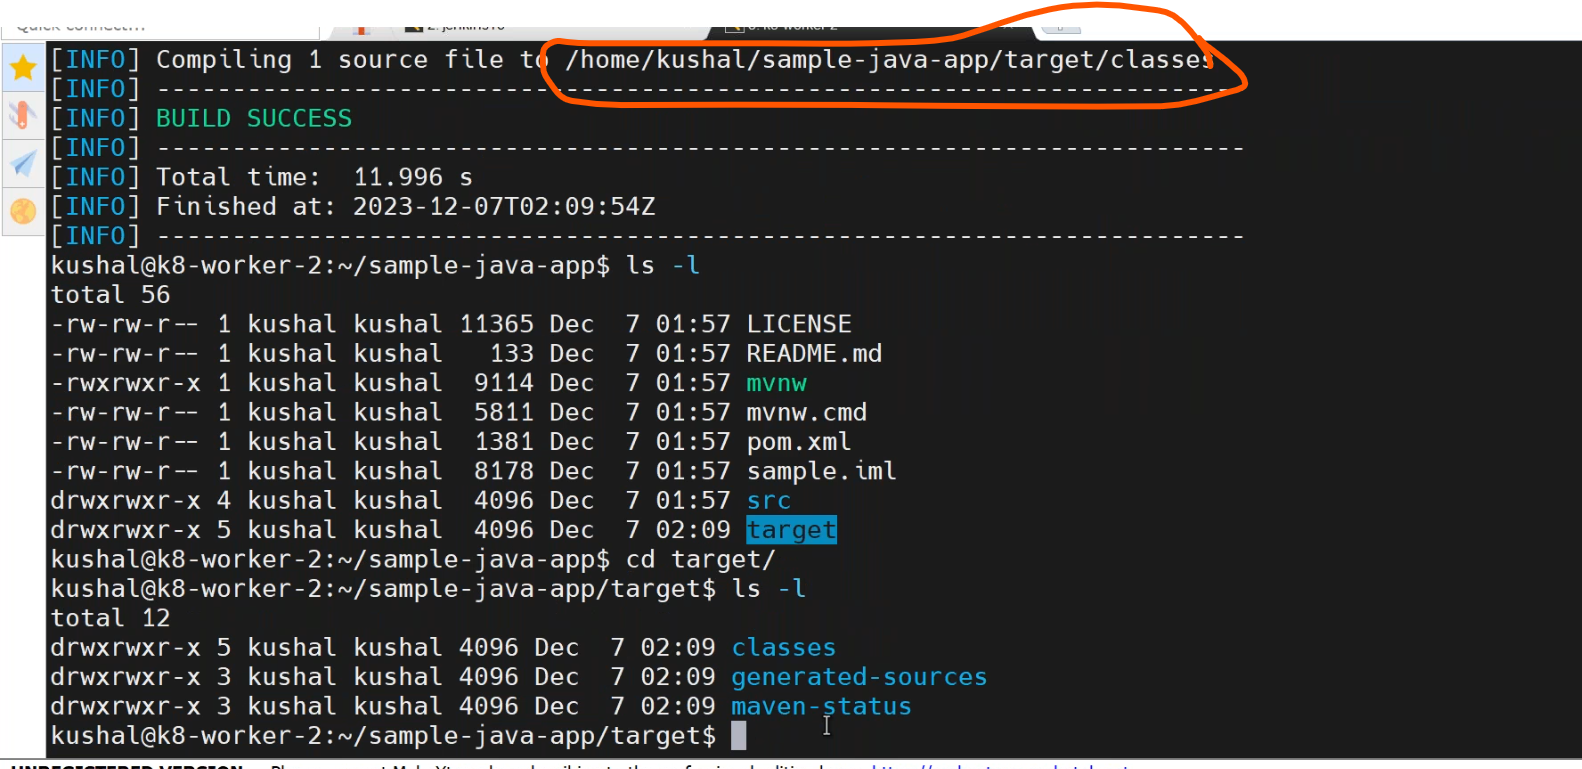 [INFO] Compiling 1 source file to /home/kushal/sample-java-app/target/classes
[INFO] ------------------------------------------------------------------------
[INFO] BUILD SUCCESS
[INFO] ------------------------------------------------------------------------
[INFO] Total time:  11.996 s
[INFO] Finished at: 2023-12-07T02:09:54Z
[INFO] ------------------------------------------------------------------------
kushal@k8-worker-2:~/sample-java-app$ ls -l
total 56
-rw-rw-r-- 1 kushal kushal 11365 Dec  7 01:57 LICENSE
-rw-rw-r-- 1 kushal kushal   133 Dec  7 01:57 README.md
-rwxrwxr-x 1 kushal kushal  9114 Dec  7 01:57 mvnw
-rw-rw-r-- 1 kushal kushal  5811 Dec  7 01:57 mvnw.cmd
-rw-rw-r-- 1 kushal kushal  1381 Dec  7 01:57 pom.xml
-rw-rw-r-- 1 kushal kushal  8178 Dec  7 01:57 sample.iml
drwxrwxr-x 4 kushal kushal  4096 Dec  7 01:57 src
drwxrwxr-x 5 kushal kushal  4096 Dec  7 02:09 target
kushal@k8-worker-2:~/sample-java-app$ cd target/
kushal@k8-worker-2:~/sample-java-app/target$ ls -l
total 12
drwxrwxr-x 5 kushal kushal 4096 Dec  7 02:09 classes
drwxrwxr-x 3 kushal kushal 4096 Dec  7 02:09 generated-sources
drwxrwxr-x 3 kushal kushal 4096 Dec  7 02:09 maven-status
kushal@k8-worker-2:~/sample-java-app/target$
UNREGISTERED VERSION